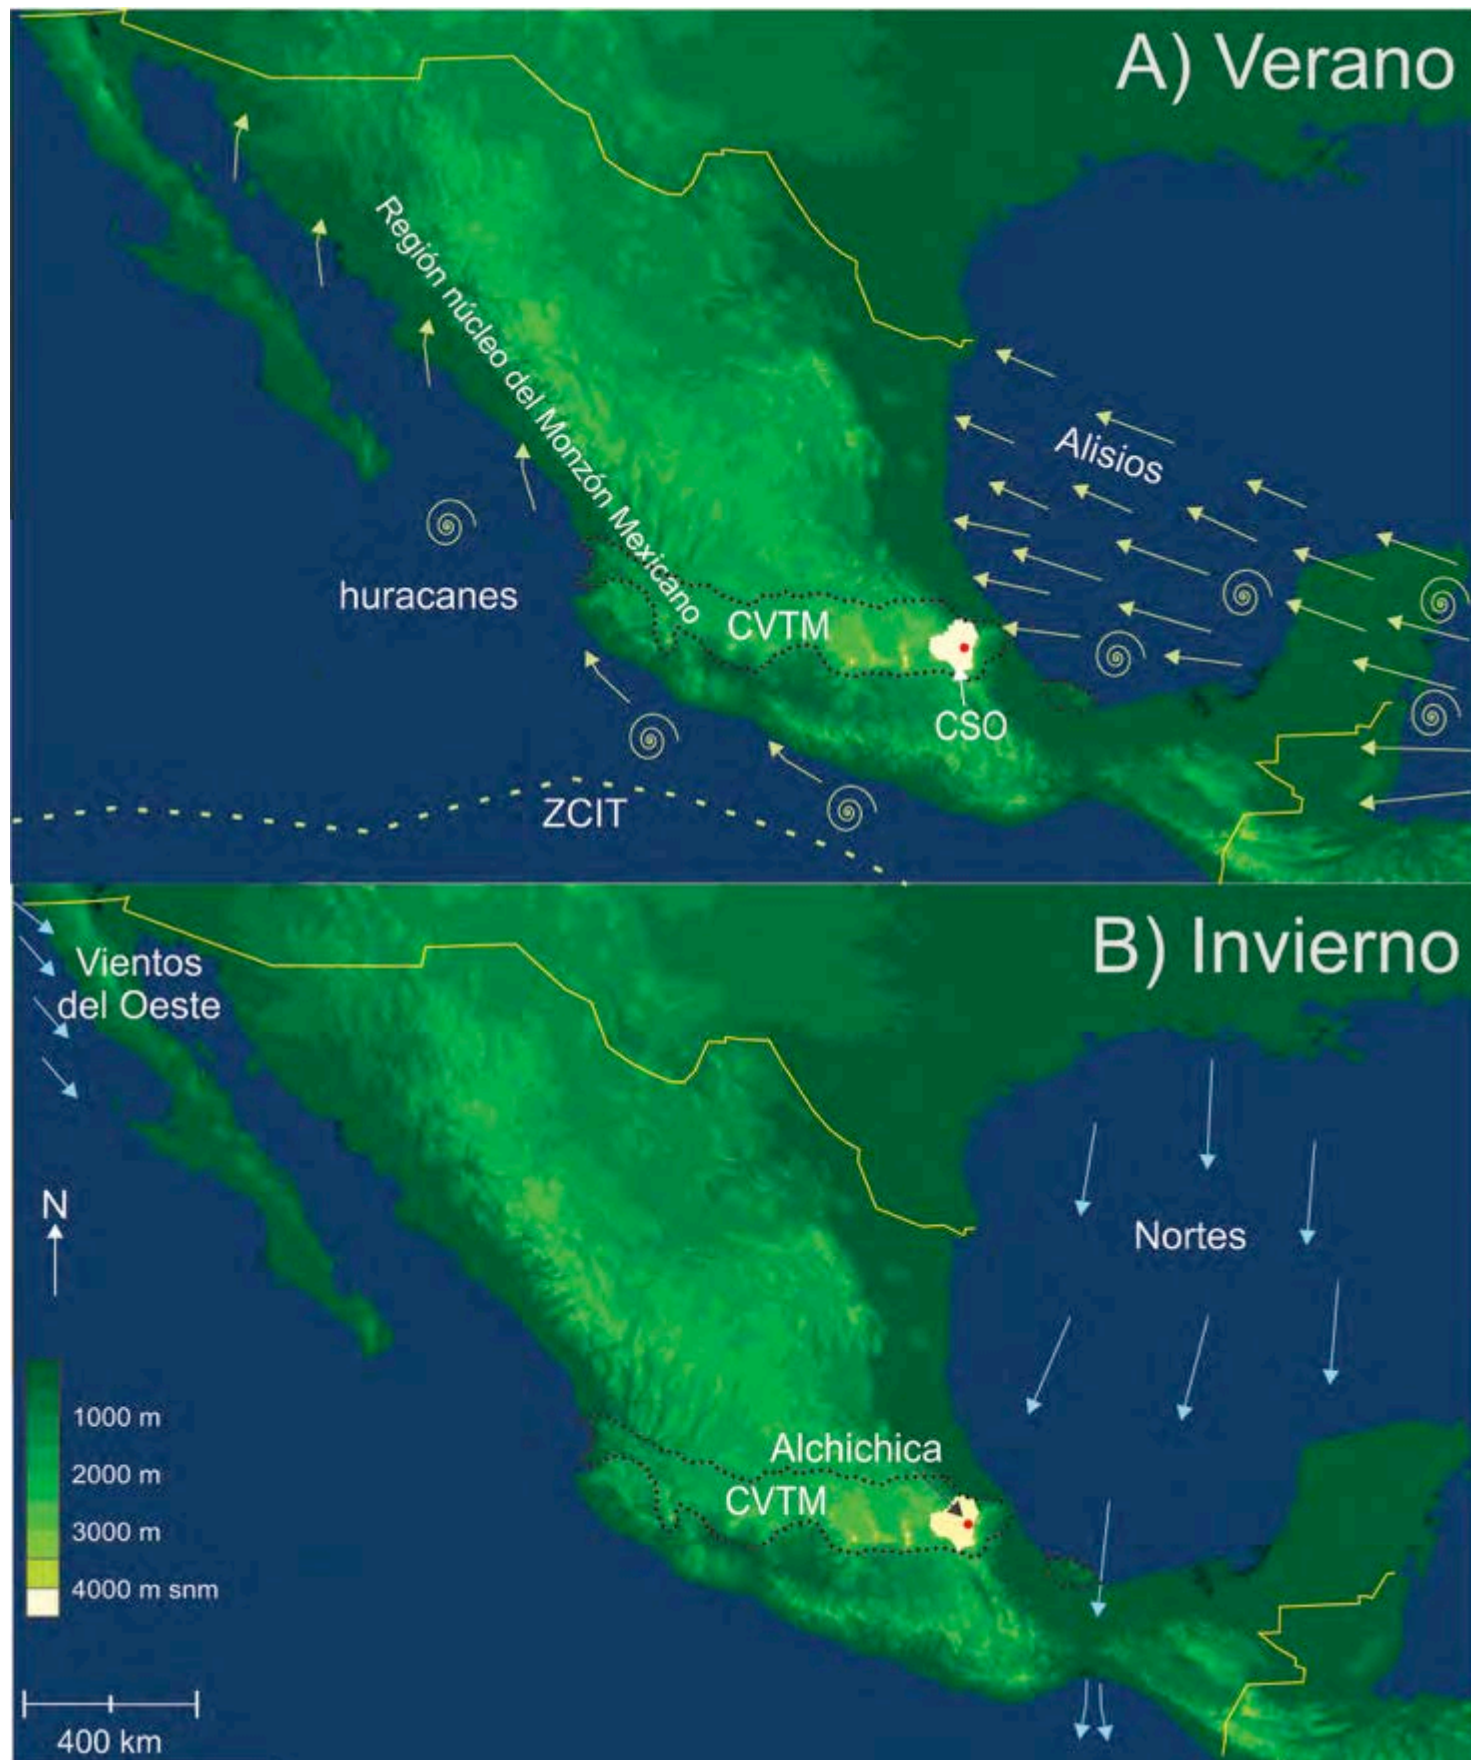 A) Verano
Región núcleo del Monzón Mexicano
Alisios
huracanes
CVTM
CSO
ZCIT
B) Invierno
Vientos
del Oeste
N
Nortes
1000 m
2000 m
3000 m
4000 m snm
Alchichica
CVTM
400 km